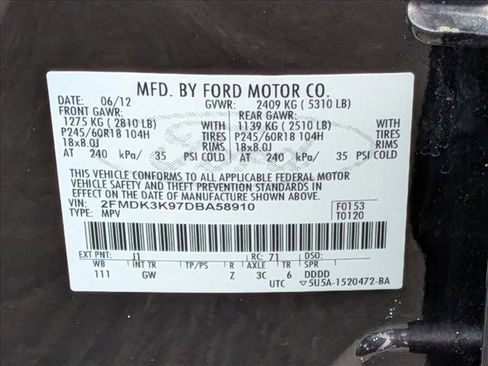 MFD. BY FORD MOTOR CO.
DATE: 06/12 GVWR: 2409 KG ( 5310 LB)
FRONT GAWR: REAR GAWR:
1275 KG ( 2810 LB) WITH 1139 KG ( 2510 LB) WITH
P245/60R18 104H TIRES P245/60R18 104H TIRES
18x8.0J RIMS 18x8.0J RIMS
AT 240 kPa/ 35 PSI COLD AT 240 kPa/ 35 PSI COLD
THIS VEHICLE CONFORMS TO ALL APPLICABLE FEDERAL MOTOR
VEHICLE SAFETY AND THEFT PREVENTION STANDARDS IN
EFFECT ON THE DATE OF MANUFACTURE SHOWN ABOVE.
VIN: 2FMDK3K97DBA58910 F0153
TYPE: MPV T0120
EXT PNT: J1 RC: 71 DSO:
WB INT TR TP/PS R AXLE TR SPR
111 GW Z 3C 6 DDDD
UTC ▽5U5A-1520472-BA